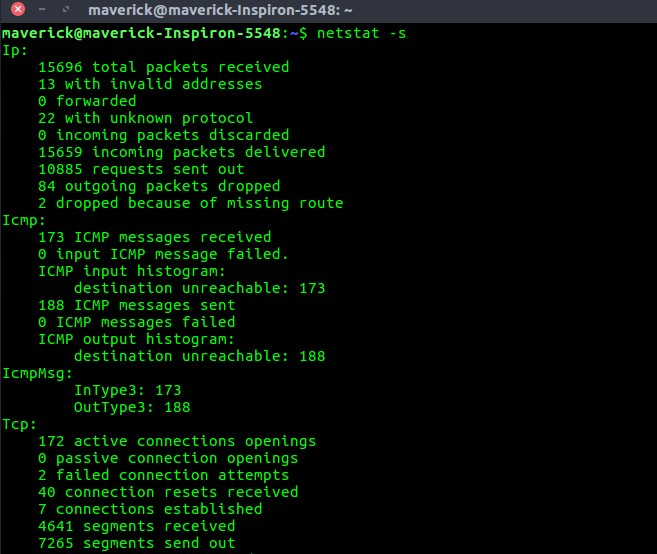 maverick@maverick-Inspiron-5548: ~
maverick@maverick-Inspiron-5548:~$ netstat -s
Ip:
    15696 total packets received
    13 with invalid addresses
    0 forwarded
    22 with unknown protocol
    0 incoming packets discarded
    15659 incoming packets delivered
    10885 requests sent out
    84 outgoing packets dropped
    2 dropped because of missing route
Icmp:
    173 ICMP messages received
    0 input ICMP message failed.
    ICMP input histogram:
        destination unreachable: 173
    188 ICMP messages sent
    0 ICMP messages failed
    ICMP output histogram:
        destination unreachable: 188
IcmpMsg:
        InType3: 173
        OutType3: 188
Tcp:
    172 active connections openings
    0 passive connection openings
    2 failed connection attempts
    40 connection resets received
    7 connections established
    4641 segments received
    7265 segments send out